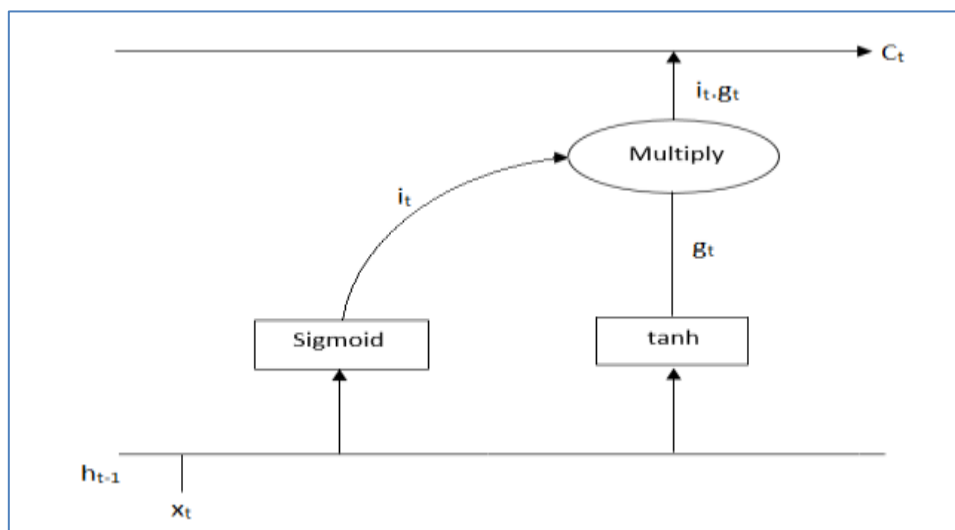 Cₜ
iₜ.gₜ
Multiply
iₜ
gₜ
Sigmoid
tanh
hₜ₋₁
xₜ